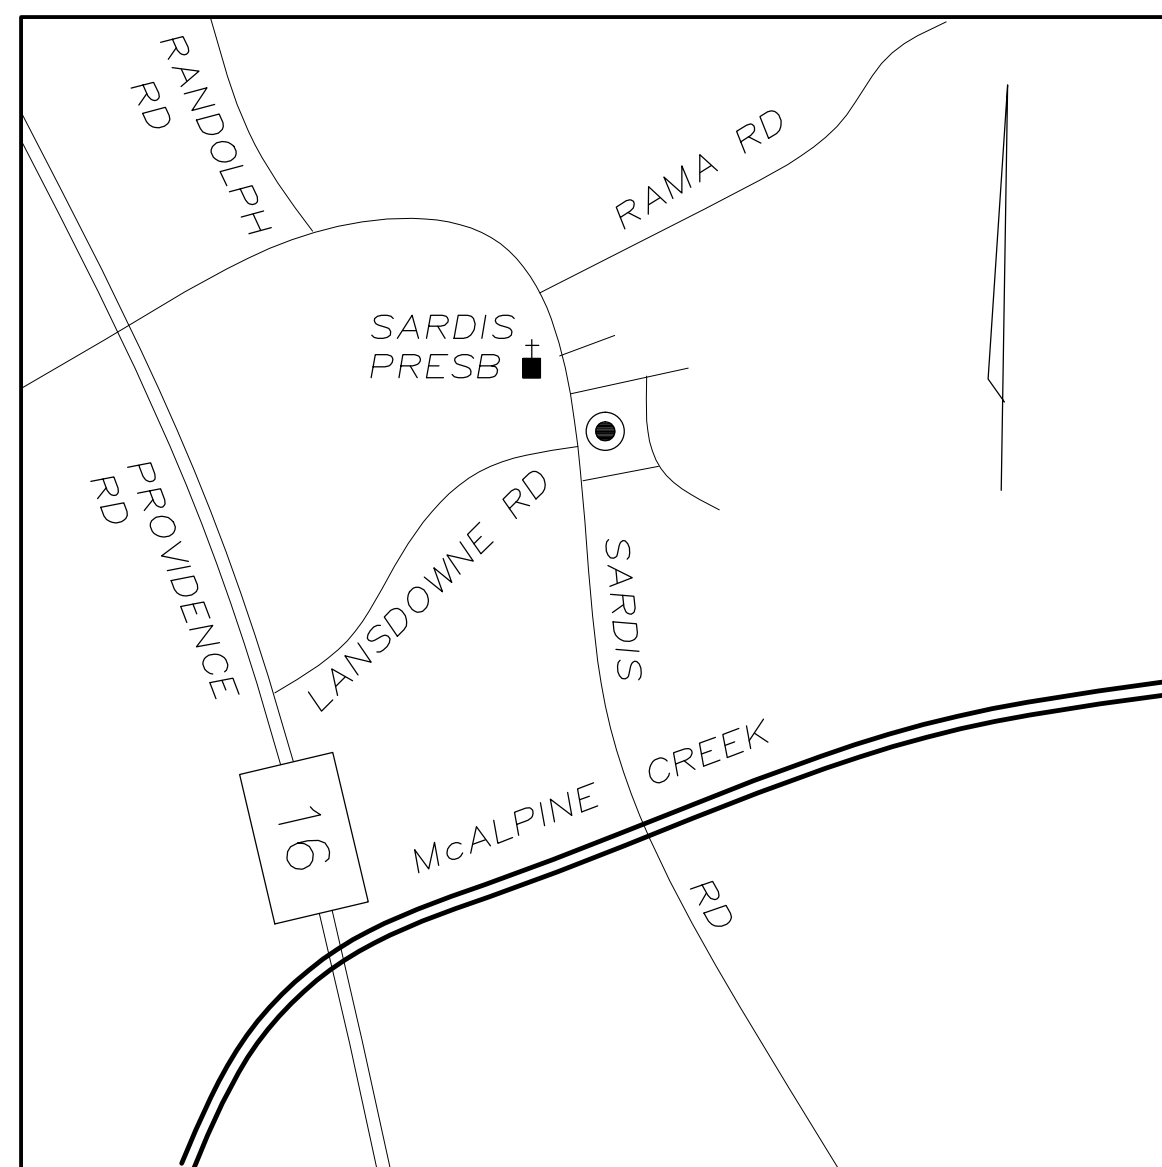 RANDOLPH
RD
RAMA RD
SARDIS
PRESB
PROVIDENCE
RD
LANSDOWNE RD
SARDIS
RD
McALPINE CREEK
16